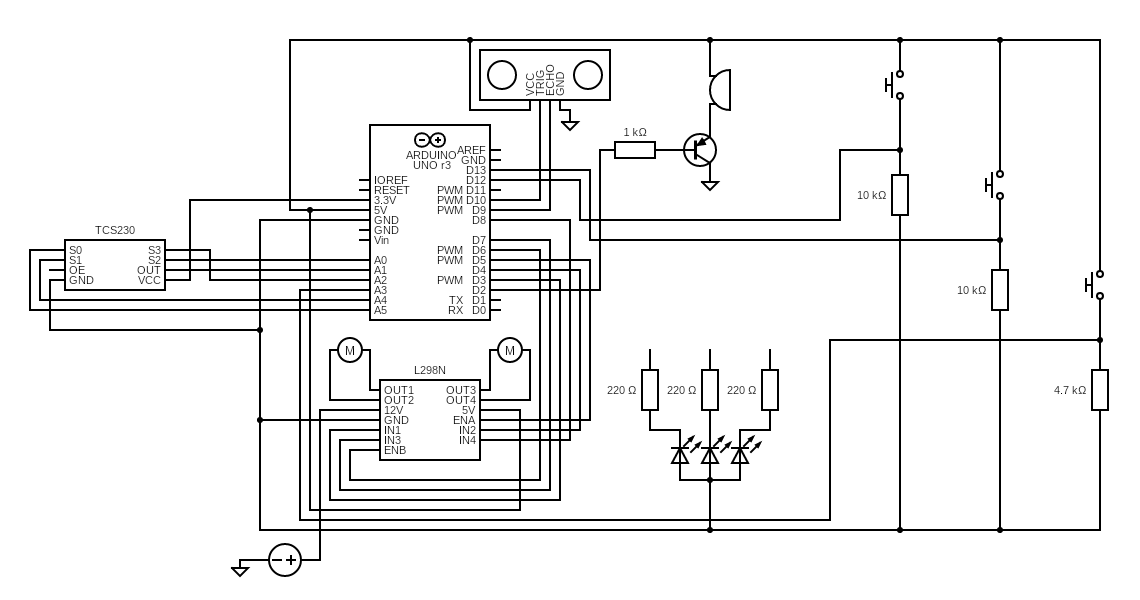 VCC
TRIG
ECHO
GND
1 kΩ
ARDUINO
UNO r3
AREF
GND
D13
IOREF
D12
RESET
PWM D11
3.3V
PWM D10
5V
PWM D9
GND
D8
GND
Vin
D7
PWM D6
A0
PWM D5
A1
D4
A2
PWM D3
A3
D2
A4
TX D1
A5
RX D0
TCS230
S0 S3
S1 S2
OE OUT
GND VCC
10 kΩ
10 kΩ
M
M
L298N
OUT1 OUT3
OUT2 OUT4
12V 5V
GND ENA
IN1 IN2
IN3 IN4
ENB
220 Ω 220 Ω 220 Ω
4.7 kΩ